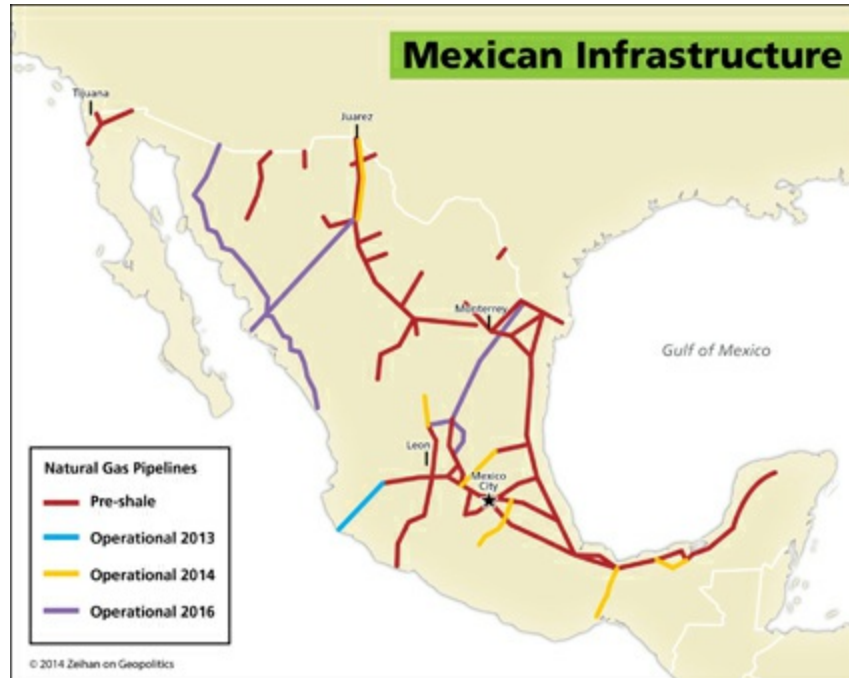 Mexican Infrastructure
Tijuana
Juarez
Monterrey
Gulf of Mexico
Leon
Mexico
City
Natural Gas Pipelines
Pre-shale
Operational 2013
Operational 2014
Operational 2016
© 2014 Zeihan on Geopolitics